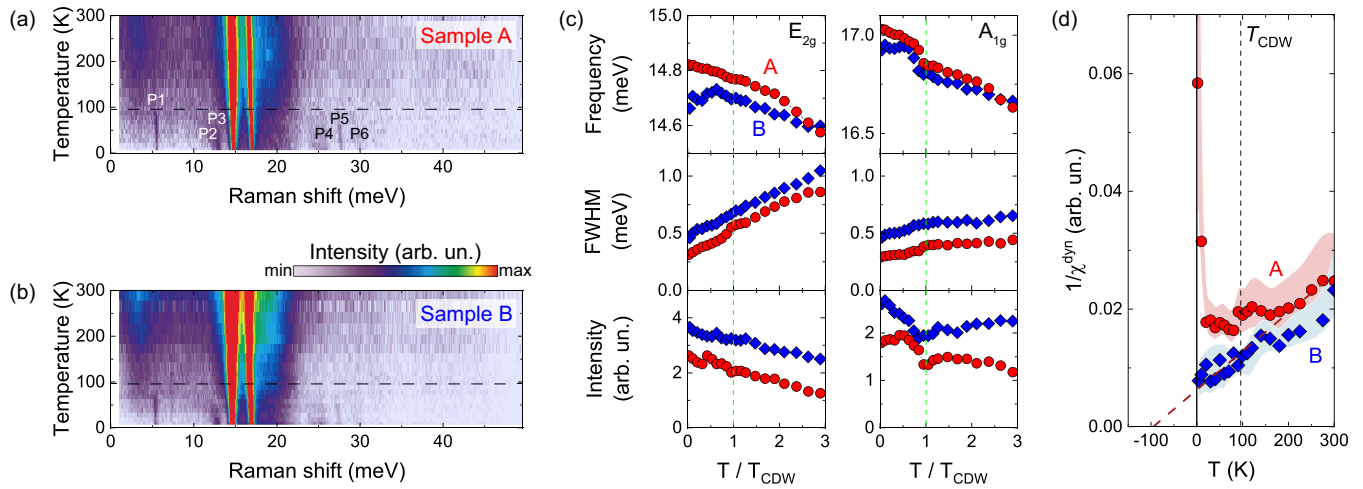 (a)
Temperature (K)
300
200
100
0
Sample A
P1
P3
P2
P5
P4
P6
0 10 20 30 40 50
Raman shift (meV)
Intensity (arb. un.)
min
max
(b)
Temperature (K)
300
200
100
0
Sample B
0 10 20 30 40 50
Raman shift (meV)
(c)
Frequency
(meV)
15.0
14.8
14.6
E2g
A
B
17.0
16.5
A1g
FWHM
(meV)
1.0
0.5
0.0
1.0
0.5
0.0
Intensity
(arb. un.)
4
2
0
2
1
0
0 1 2 3
T / TCDW
0 1 2 3
T / TCDW
(d)
TCDW
1/χdyn (arb. un.)
0.06
0.04
0.02
0.00
A
B
-100 0 100 200 300
T (K)